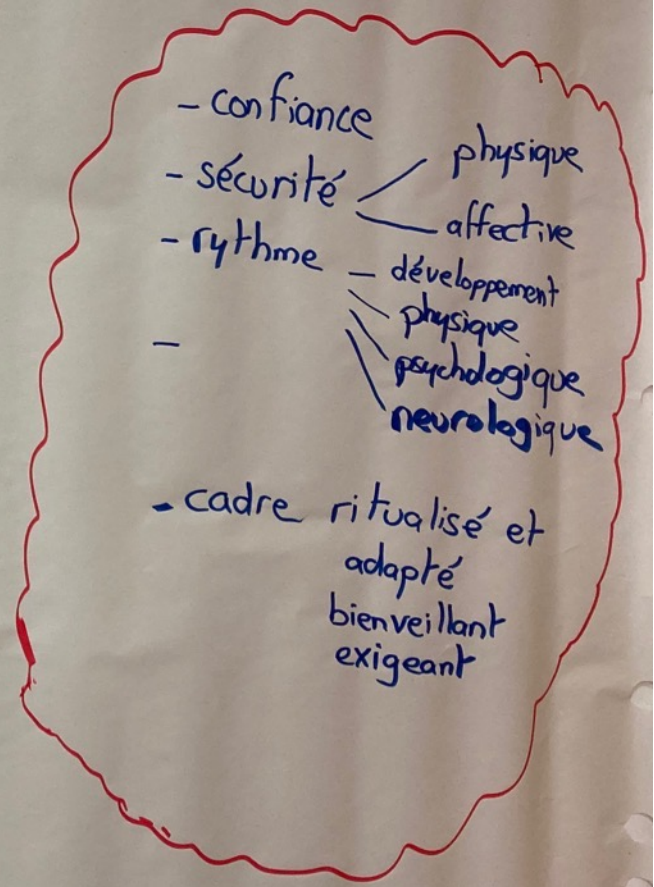 - confiance
- sécurité
physique
affective
- rythme
- développement
physique
psychologique
neurologique
-
- cadre ritualisé et
adapté
bienveillant
exigeant